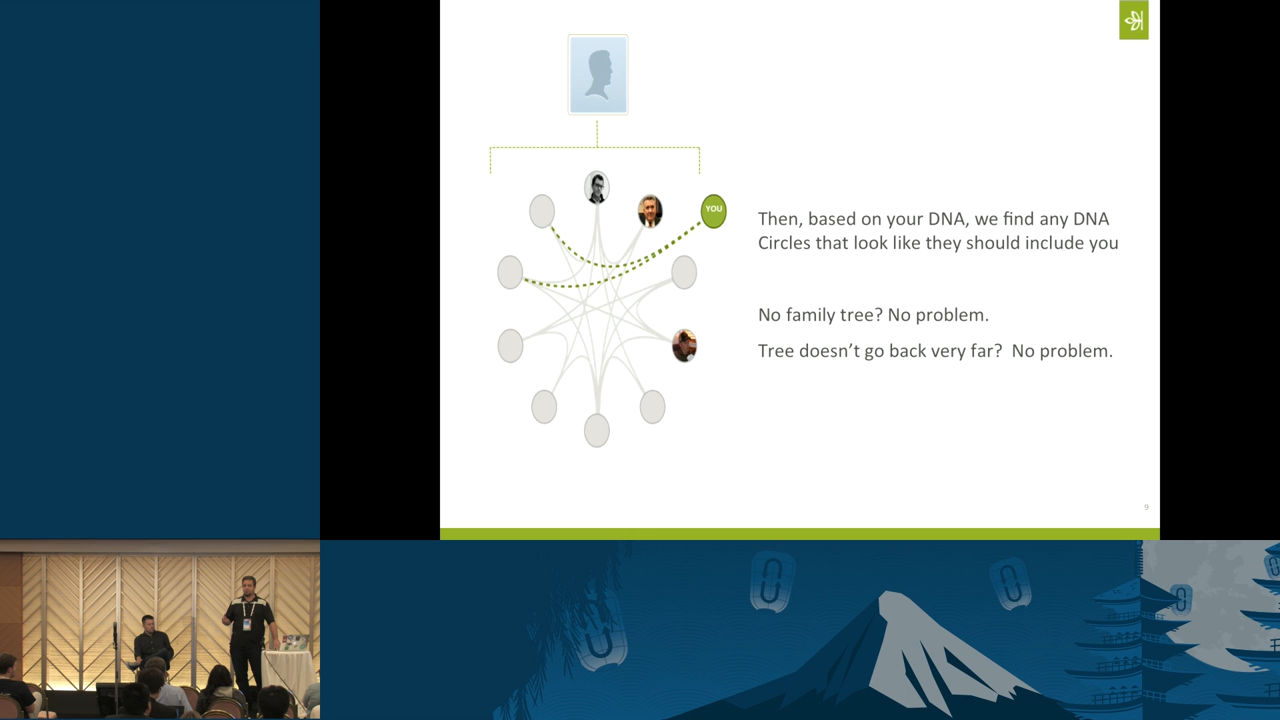 YOU
Then, based on your DNA, we find any DNA
Circles that look like they should include you
No family tree? No problem.
Tree doesn’t go back very far?  No problem.
9